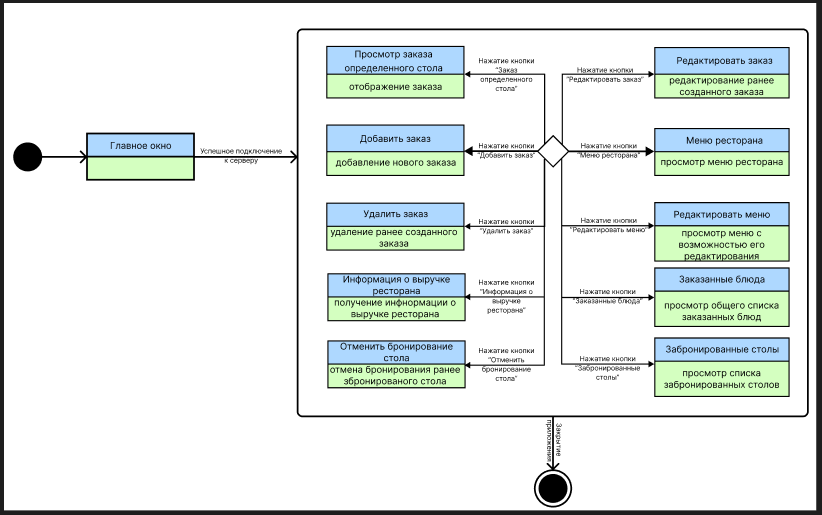 Главное окно
Успешное подключение
к серверу
Просмотр заказа
определенного стола
отображение заказа
Нажатие кнопки
"Заказ
определенного
стола"
Добавить заказ
добавление нового заказа
Нажатие кнопки
"Добавить заказ"
Удалить заказ
удаление ранее созданного
заказа
Нажатие кнопки
"Удалить заказ"
Информация о выручке
ресторана
получение инфнормации о
выручке ресторана
Нажатие кнопки
"Информация о
выручке
ресторана"
Отменить бронирование
стола
отмена бронирования ранее
збронированого стола
Нажатие кнопки
"Отменить
бронирование
стола"
Нажатие кнопки
"Редактировать заказ"
Редактировать заказ
редактирование ранее
созданного заказа
Нажатие кнопки
"Меню ресторана"
Меню ресторана
просмотр меню ресторана
Нажатие кнопки
"Редактировать меню"
Редактировать меню
просмотр меню с
возможностью его
редактирования
Нажатие кнопки
"Заказанные блюда"
Заказанные блюда
просмотр общего списка
заказанных блюд
Нажатие кнопки
"Забронированные
столы"
Забронированные столы
просмотр списка
забронированных столов
Закрытие
приложения